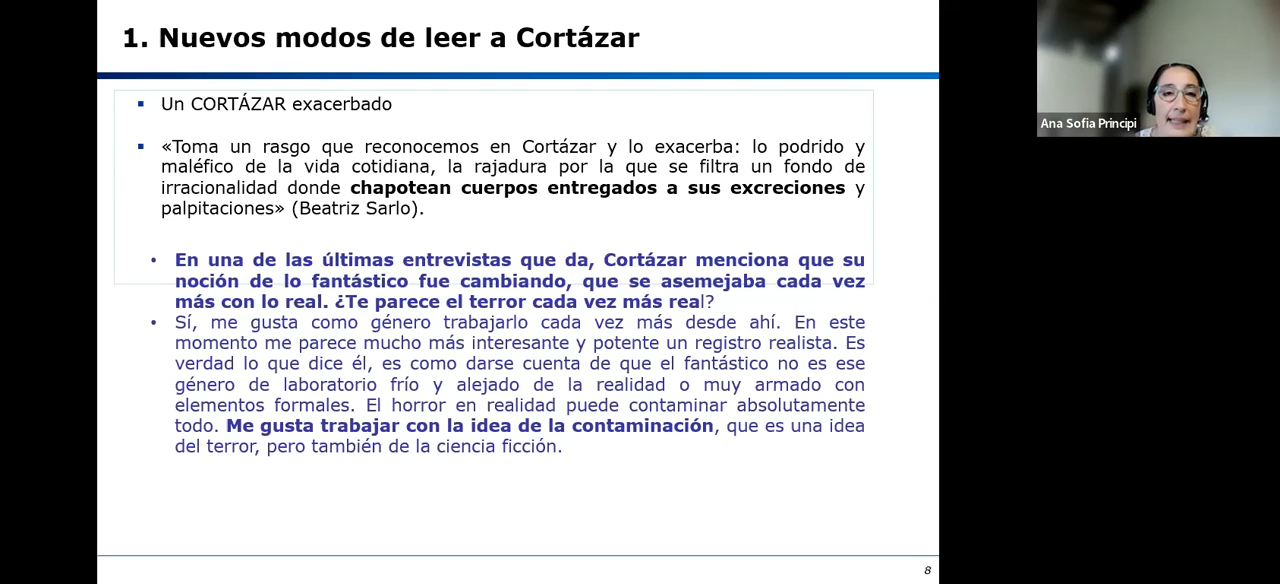 1. Nuevos modos de leer a Cortázar
Un CORTÁZAR exacerbado
«Toma un rasgo que reconocemos en Cortázar y lo exacerba: lo podrido y
maléfico de la vida cotidiana, la rajadura por la que se filtra un fondo de
irracionalidad donde chapotean cuerpos entregados a sus excreciones y
palpitaciones» (Beatriz Sarlo).
En una de las últimas entrevistas que da, Cortázar menciona que su
noción de lo fantástico fue cambiando, que se asemejaba cada vez
más con lo real. ¿Te parece el terror cada vez más real?
Sí, me gusta como género trabajarlo cada vez más desde ahí. En este
momento me parece mucho más interesante y potente un registro realista. Es
verdad lo que dice él, es como darse cuenta de que el fantástico no es ese
género de laboratorio frío y alejado de la realidad o muy armado con
elementos formales. El horror en realidad puede contaminar absolutamente
todo. Me gusta trabajar con la idea de la contaminación, que es una idea
del terror, pero también de la ciencia ficción.
8
Ana Sofía Principi